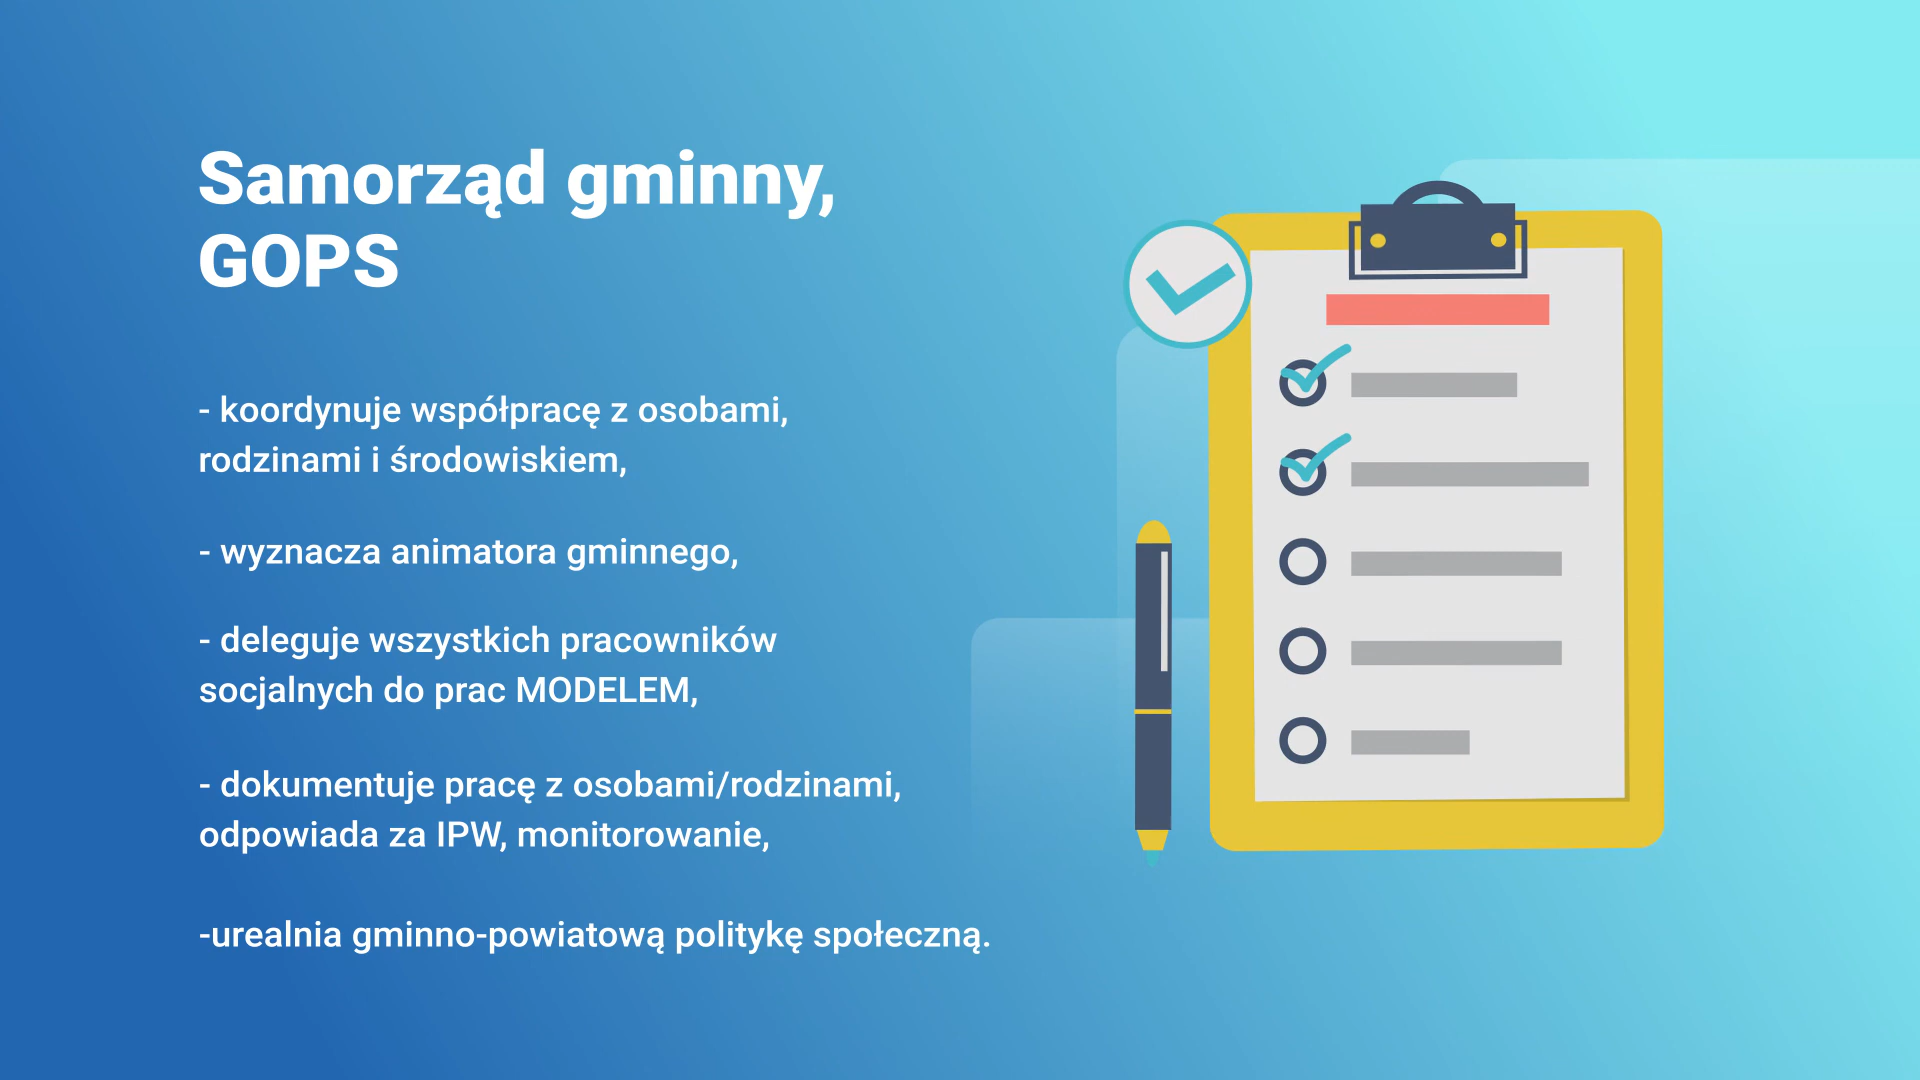 Samorząd gminny,
GOPS
- koordynuje współpracę z osobami,
rodzinami i środowiskiem,
- wyznacza animatora gminnego,
- deleguje wszystkich pracowników
socjalnych do prac MODELEM,
- dokumentuje pracę z osobami/rodzinami,
odpowiada za IPW, monitorowanie,
-urealnia gminno-powiatową politykę społeczną.